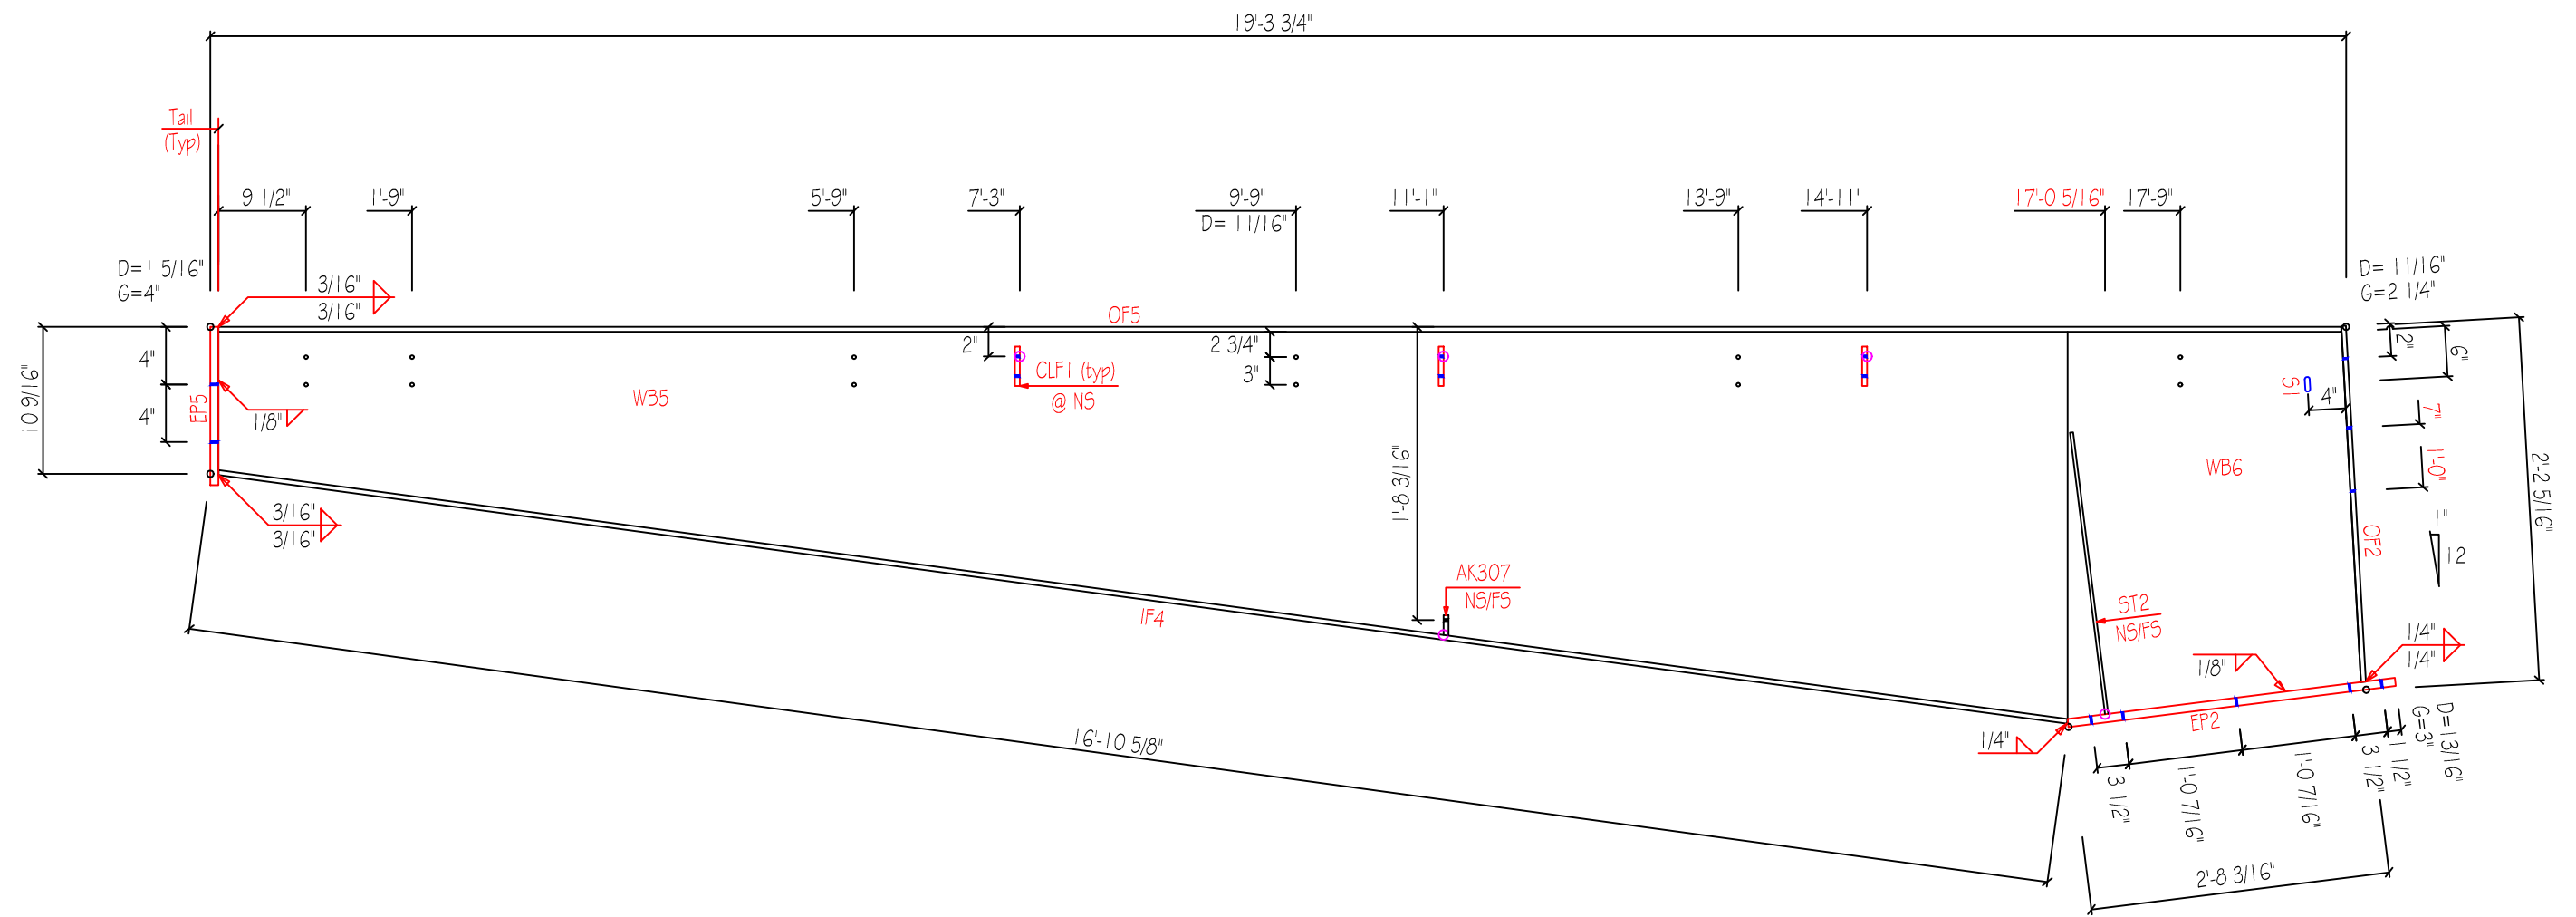 19'-3 3/4"
Tail
(Typ)
9 1/2"
1'-9"
5'-9"
7'-3"
9'-9"
D= 11/16"
11'-1"
13'-9"
14'-11"
17'-0 5/16"
17'-9"
D=1 5/16"
G=4"
3/16"
3/16"
OF5
D= 11/16"
G=2 1/4"
4"
4"
10 9/16"
EP5
1/8"
WB5
2"
CLF1 (typ)
@ NS
2 3/4"
3"
1'-8 13/16"
S1
4"
2"
6"
7"
1'-0"
2'-2 5/16"
WB6
OF2
1"
12
3/16"
3/16"
AK307
NS/FS
IF4
ST2
NS/FS
1/8"
1/4"
1/4"
EP2
1/4"
16'-10 5/8"
3 1/2"
1'-0 7/16"
1'-0 7/16"
3 1/2"
1 1/2"
D=13/16"
G=3"
2'-8 3/16"